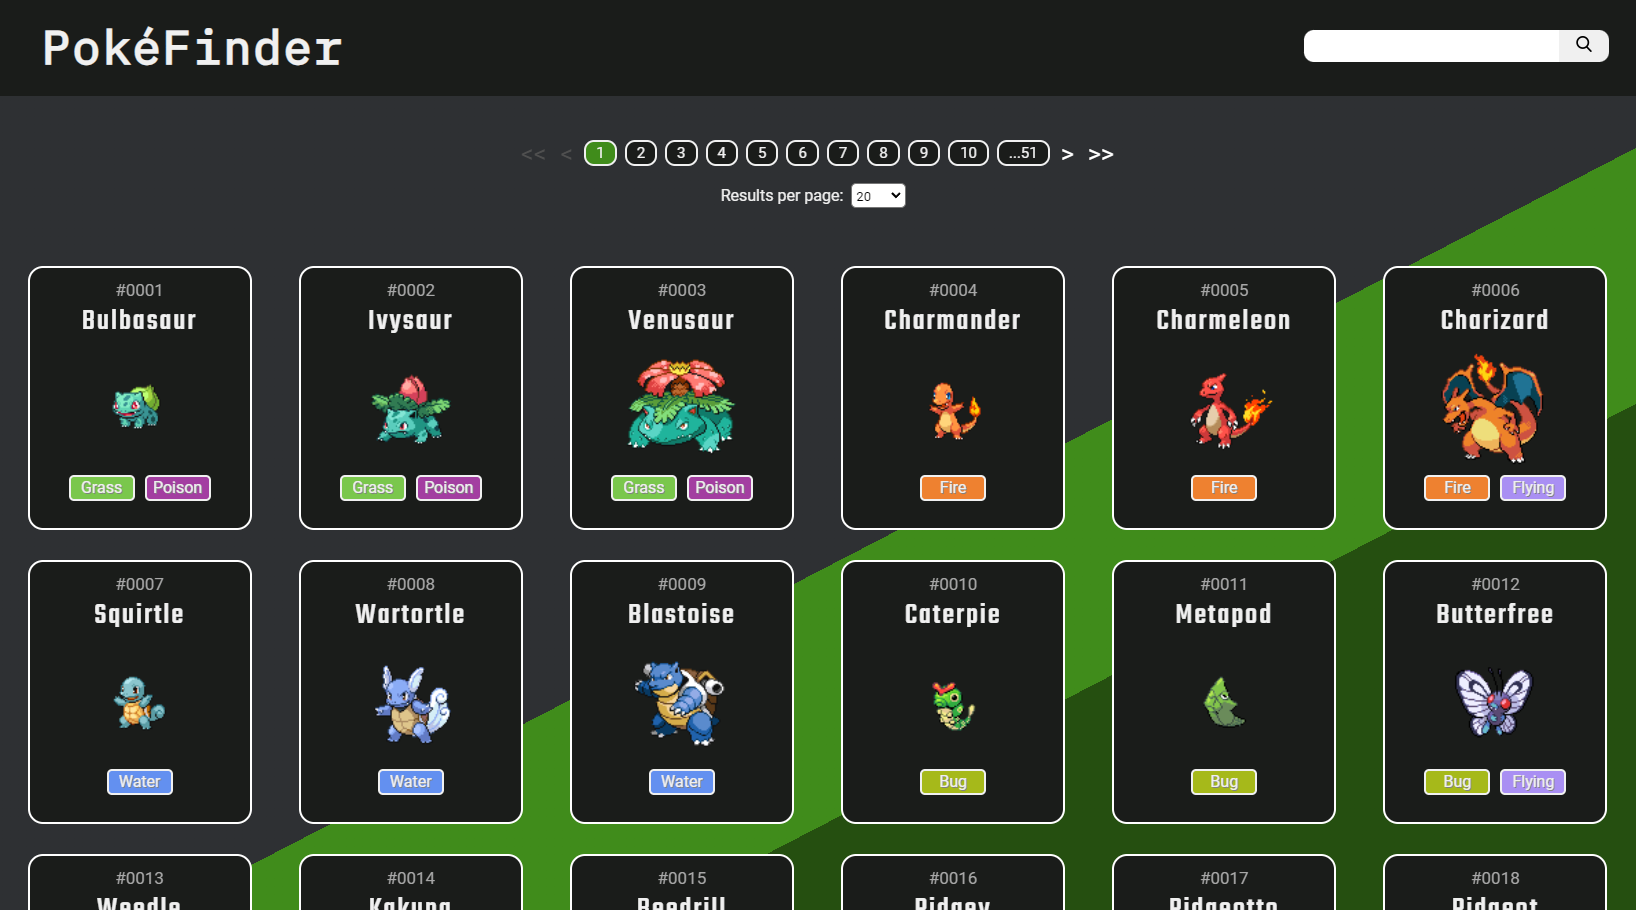 PokéFinder
<< < 1 2 3 4 5 6 7 8 9 10 ...51 > >>
Results per page: 20
#0001 #0002 #0003 #0004 #0005 #0006
Bulbasaur Ivysaur Venusaur Charmander Charmeleon Charizard
Grass Poison Grass Poison Grass Poison Fire Fire Fire Flying
#0007 #0008 #0009 #0010 #0011 #0012
Squirtle Wartortle Blastoise Caterpie Metapod Butterfree
Water Water Water Bug Bug Bug Flying
#0013 #0014 #0015 #0016 #0017 #0018
Weedle Kakuna Beedrill Pidgey Pidgeotto Pidgeot